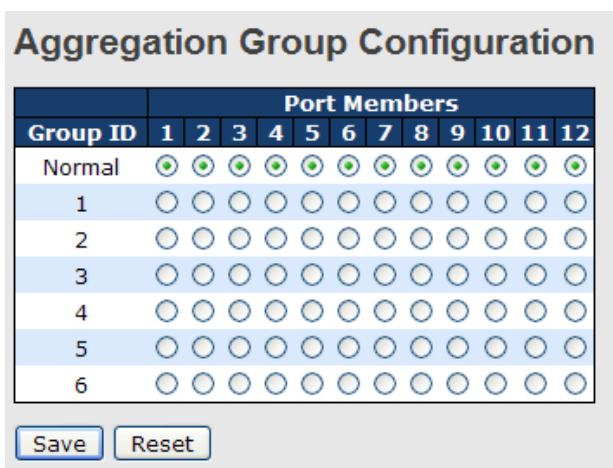 Aggregation Group Configuration
Port Members
Group ID 1 2 3 4 5 6 7 8 9 10 11 12
Normal
1
2
3
4
5
6
Save Reset